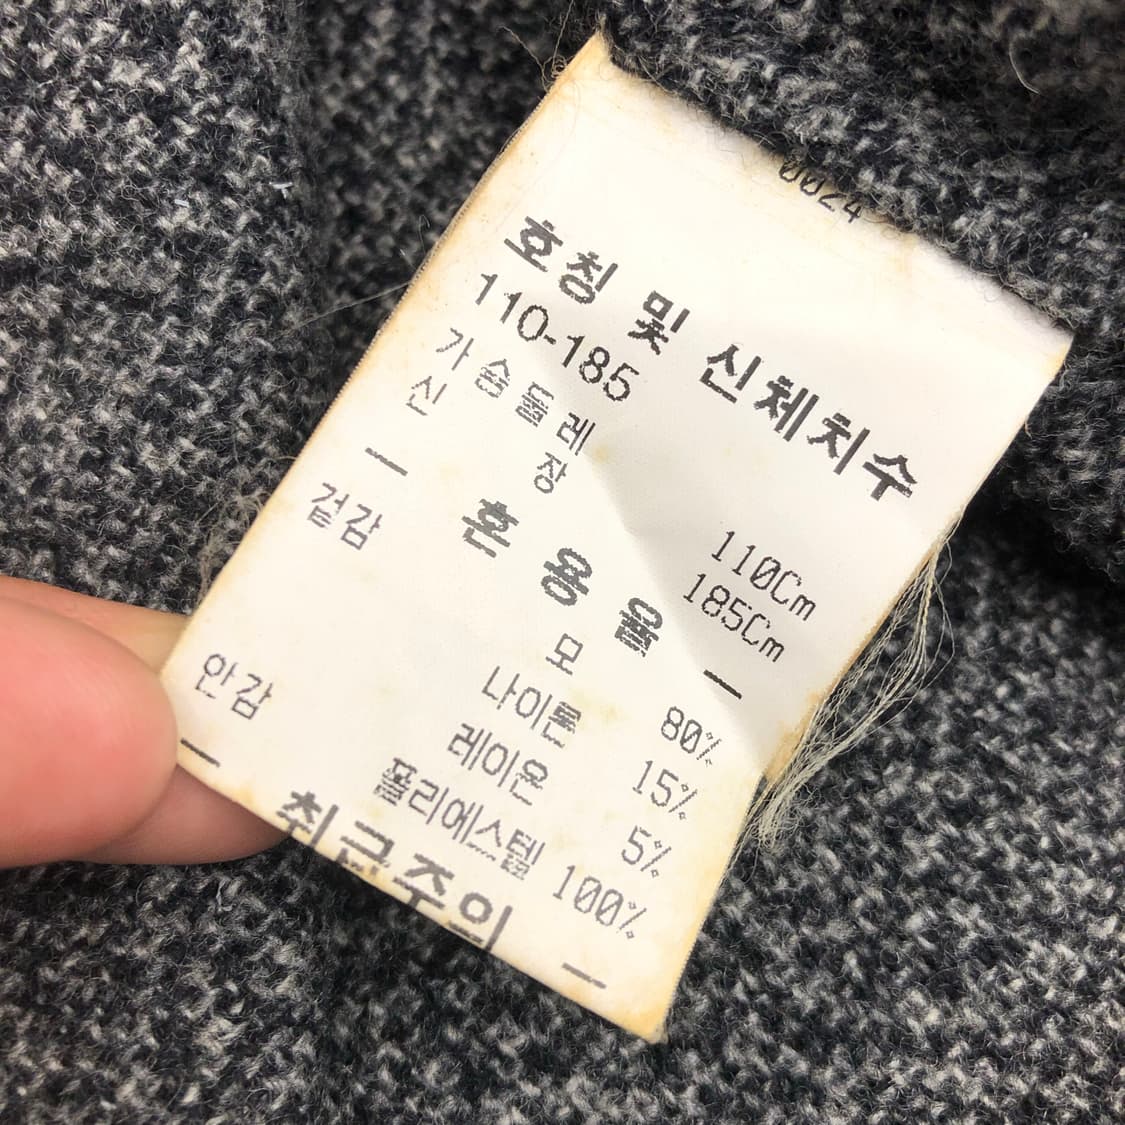 0024
호칭 및 신체치수
110-185
가슴둘레 110Cm
신 장 185Cm
— 혼 용 율 —
겉감 모 80%
나이론 15%
레이온 5%
안감 폴리에스텔 100%
— 취급주의 —